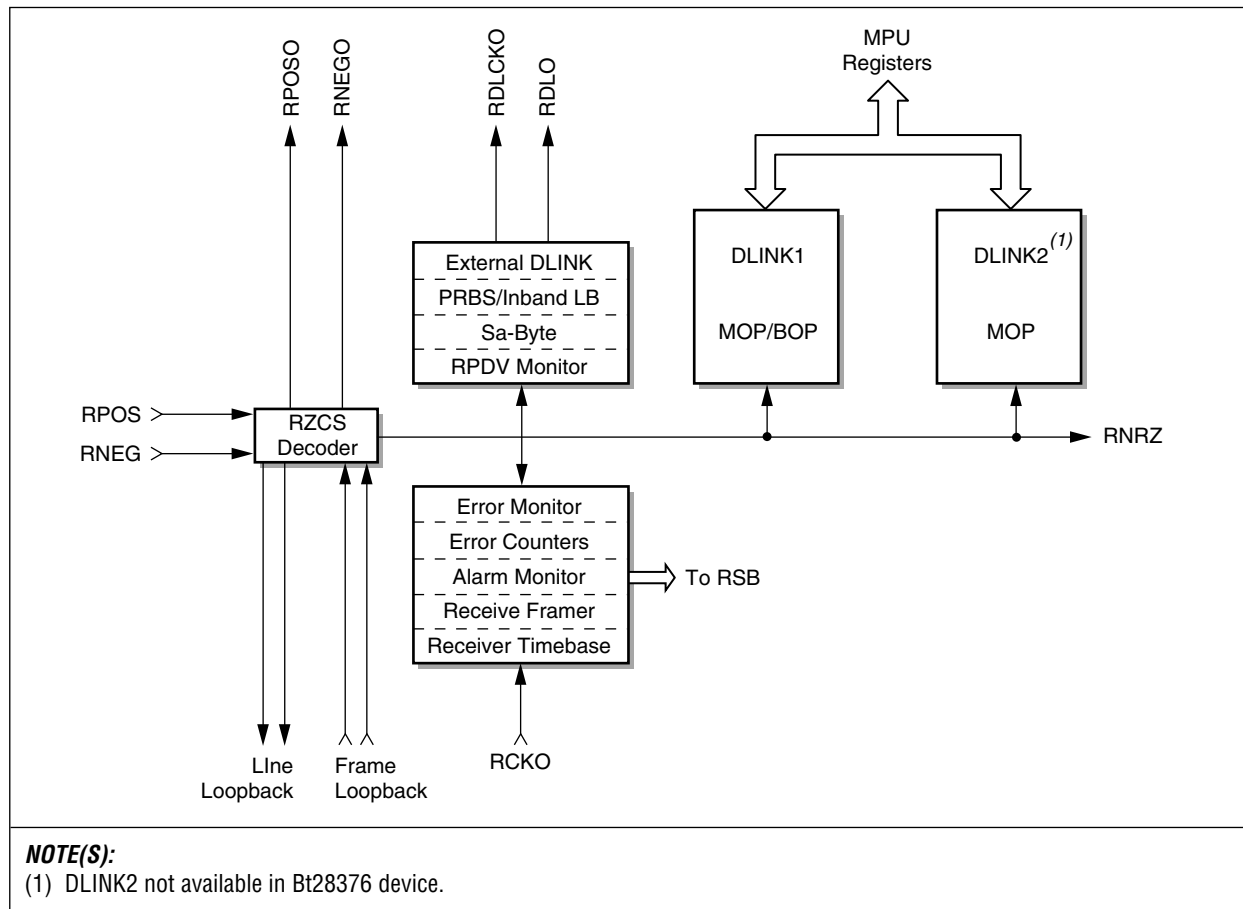 RPOSO
RNEGO
RDLCKO
RDLO
MPU
Registers
External DLINK
PRBS/Inband LB
Sa-Byte
RPDV Monitor
DLINK1
MOP/BOP
DLINK2 (1)
MOP
RPOS
RNEG
RZCS
Decoder
RNRZ
Error Monitor
Error Counters
Alarm Monitor
Receive Framer
Receiver Timebase
To RSB
LIne
Loopback
Frame
Loopback
RCKO
NOTE(S):
(1) DLINK2 not available in Bt28376 device.